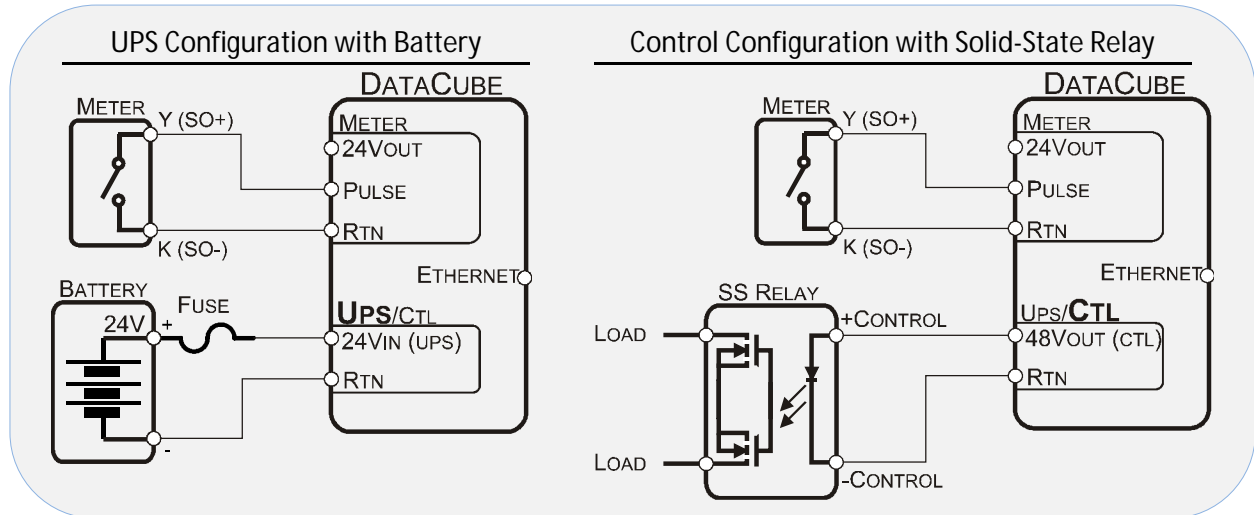 UPS Configuration with Battery
DATACUBE
METER
Y (SO+)
METER
24VOUT
PULSE
RTN
K (SO-)
ETHERNET
BATTERY
24V
+
FUSE
UPS/CTL
24VIN (UPS)
RTN
-
Control Configuration with Solid-State Relay
DATACUBE
METER
Y (SO+)
METER
24VOUT
PULSE
RTN
K (SO-)
ETHERNET
SS RELAY
LOAD
+CONTROL
UPS/CTL
48VOUT (CTL)
RTN
LOAD
-CONTROL